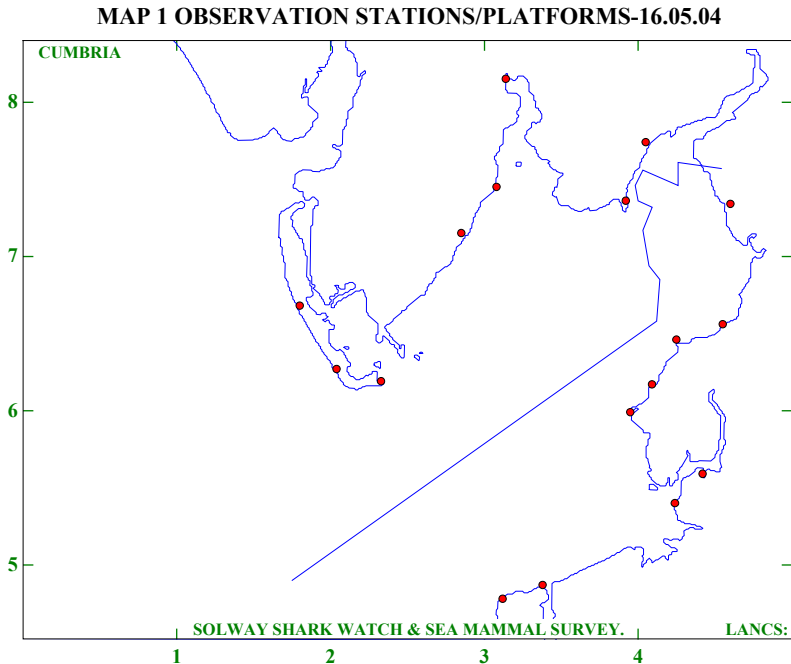 MAP 1 OBSERVATION STATIONS/PLATFORMS-16.05.04
CUMBRIA
8
7
6
5
SOLWAY SHARK WATCH & SEA MAMMAL SURVEY. LANCS:
1 2 3 4